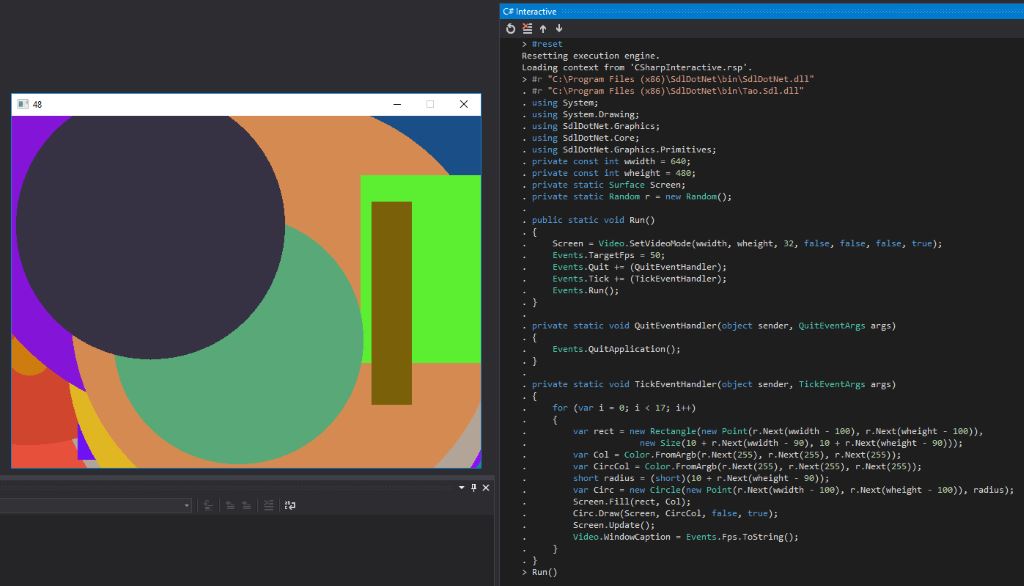 48
C# Interactive
> #reset
Resetting execution engine.
Loading context from 'CSharpInteractive.rsp'.
> #r "C:\Program Files (x86)\SdlDotNet\bin\SdlDotNet.dll"
. #r "C:\Program Files (x86)\SdlDotNet\bin\Tao.Sdl.dll"
. using System;
. using System.Drawing;
. using SdlDotNet.Graphics;
. using SdlDotNet.Core;
. using SdlDotNet.Graphics.Primitives;
. private const int wwidth = 640;
. private const int wheight = 480;
. private static Surface Screen;
. private static Random r = new Random();
.
. public static void Run()
. {
.     Screen = Video.SetVideoMode(wwidth, wheight, 32, false, false, false, true);
.     Events.TargetFps = 50;
.     Events.Quit += (QuitEventHandler);
.     Events.Tick += (TickEventHandler);
.     Events.Run();
. }
.
. private static void QuitEventHandler(object sender, QuitEventArgs args)
. {
.     Events.QuitApplication();
. }
.
. private static void TickEventHandler(object sender, TickEventArgs args)
. {
.     for (var i = 0; i < 17; i++)
.     {
.         var rect = new Rectangle(new Point(r.Next(wwidth - 100), r.Next(wheight - 100)),
.                      new Size(10 + r.Next(wwidth - 90), 10 + r.Next(wheight - 90)));
.         var Col = Color.FromArgb(r.Next(255), r.Next(255), r.Next(255));
.         var CircCol = Color.FromArgb(r.Next(255), r.Next(255), r.Next(255));
.         short radius = (short)(10 + r.Next(wheight - 90));
.         var Circ = new Circle(new Point(r.Next(wwidth - 100), r.Next(wheight - 100)), radius);
.         Screen.Fill(rect, Col);
.         Circ.Draw(Screen, CircCol, false, true);
.         Screen.Update();
.         Video.WindowCaption = Events.Fps.ToString();
.     }
. }
> Run()